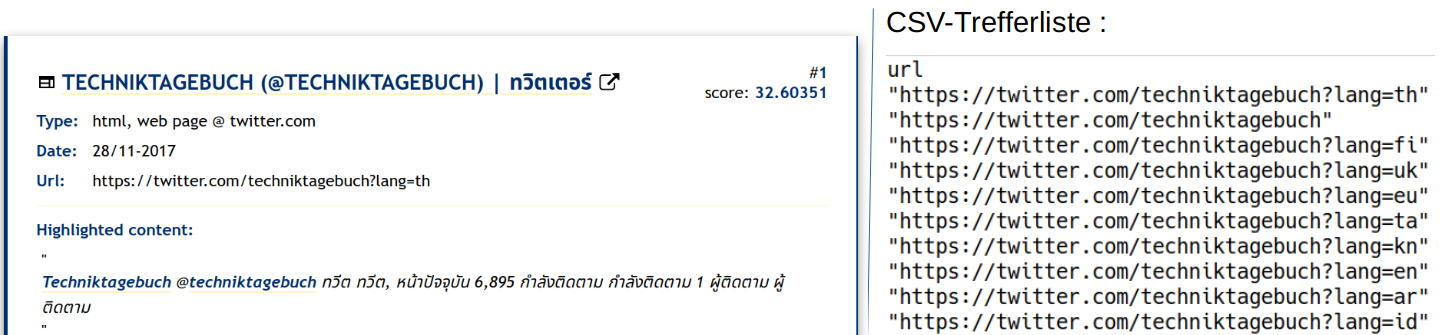 TECHNIKTAGEBUCH (@TECHNIKTAGEBUCH) | ทวิตเตอร์
#1
score: 32.60351
Type: html, web page @ twitter.com
Date: 28/11-2017
Url: https://twitter.com/techniktagebuch?lang=th
Highlighted content:
"
Techniktagebuch @techniktagebuch ทวีต ทวีต, หน้าปัจจุบัน 6,895 กำลังติดตาม กำลังติดตาม 1 ผู้ติดตาม ผู้
ติดตาม
"
CSV-Trefferliste :
url
"https://twitter.com/techniktagebuch?lang=th"
"https://twitter.com/techniktagebuch"
"https://twitter.com/techniktagebuch?lang=fi"
"https://twitter.com/techniktagebuch?lang=uk"
"https://twitter.com/techniktagebuch?lang=eu"
"https://twitter.com/techniktagebuch?lang=ta"
"https://twitter.com/techniktagebuch?lang=kn"
"https://twitter.com/techniktagebuch?lang=en"
"https://twitter.com/techniktagebuch?lang=ar"
"https://twitter.com/techniktagebuch?lang=id"